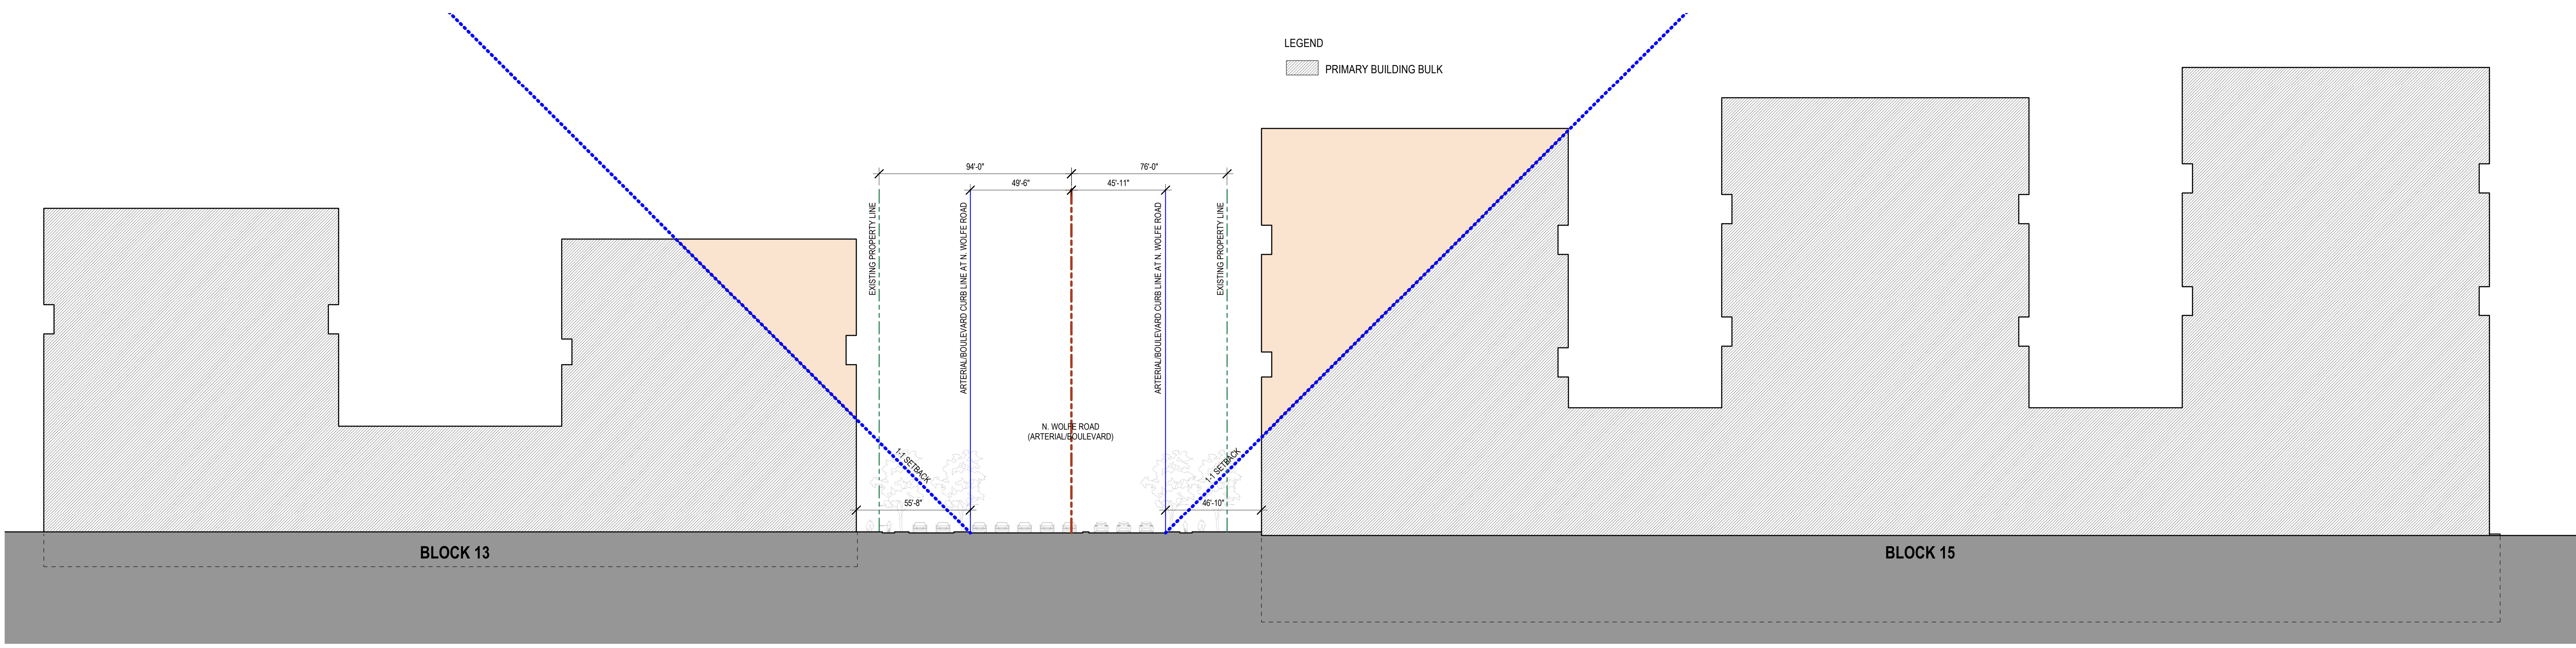 LEGEND
PRIMARY BUILDING BULK
94'-0"
76'-0"
49'-6"
45'-11"
EXISTING PROPERTY LINE
ARTERIAL/BOULEVARD CURB LINE AT N. WOLFE ROAD
ARTERIAL/BOULEVARD CURB LINE AT N. WOLFE ROAD
EXISTING PROPERTY LINE
N. WOLFE ROAD
(ARTERIAL/BOULEVARD)
1-1 SETBACK
1-1 SETBACK
55'-8"
46'-10"
BLOCK 13
BLOCK 15